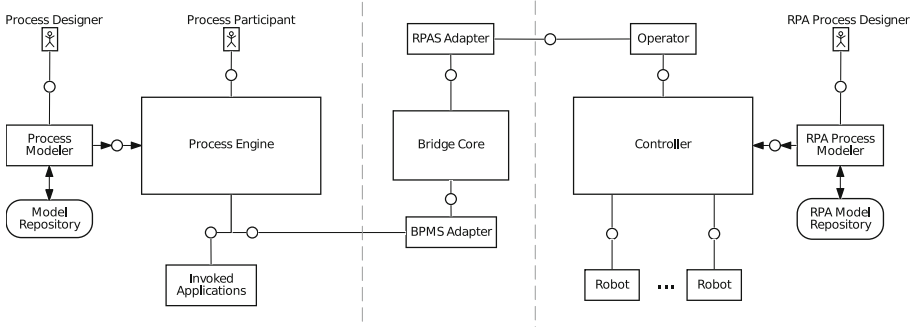 Process Designer
Process Participant
RPA Process Designer
RPAS Adapter
Operator
Process
Modeler
Process Engine
Bridge Core
Controller
RPA Process
Modeler
Model
Repository
RPA Model
Repository
BPMS Adapter
Invoked
Applications
Robot
...
Robot